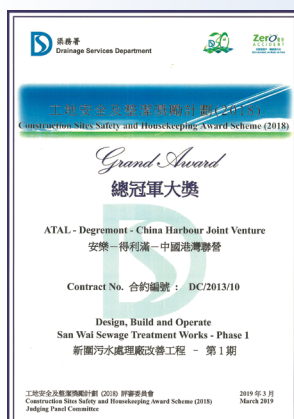 渠務署
Drainage Services Department
Zero
ACCIDENT
工地安全及整潔獎勵計劃 (2018)
Construction Sites Safety and Housekeeping Award Scheme (2018)
Grand Award
總冠軍大獎
ATAL - Degremont - China Harbour Joint Venture
安樂－得利滿－中國港灣聯營
Contract No. 合約編號 : DC/2013/10
Design, Build and Operate
San Wai Sewage Treatment Works - Phase 1
新圍污水處理廠改善工程 - 第 1 期
工地安全及整潔獎勵計劃 (2018) 評審委員會
Construction Sites Safety and Housekeeping Award Scheme (2018)
Judging Panel Committee
2019 年 3 月
March 2019